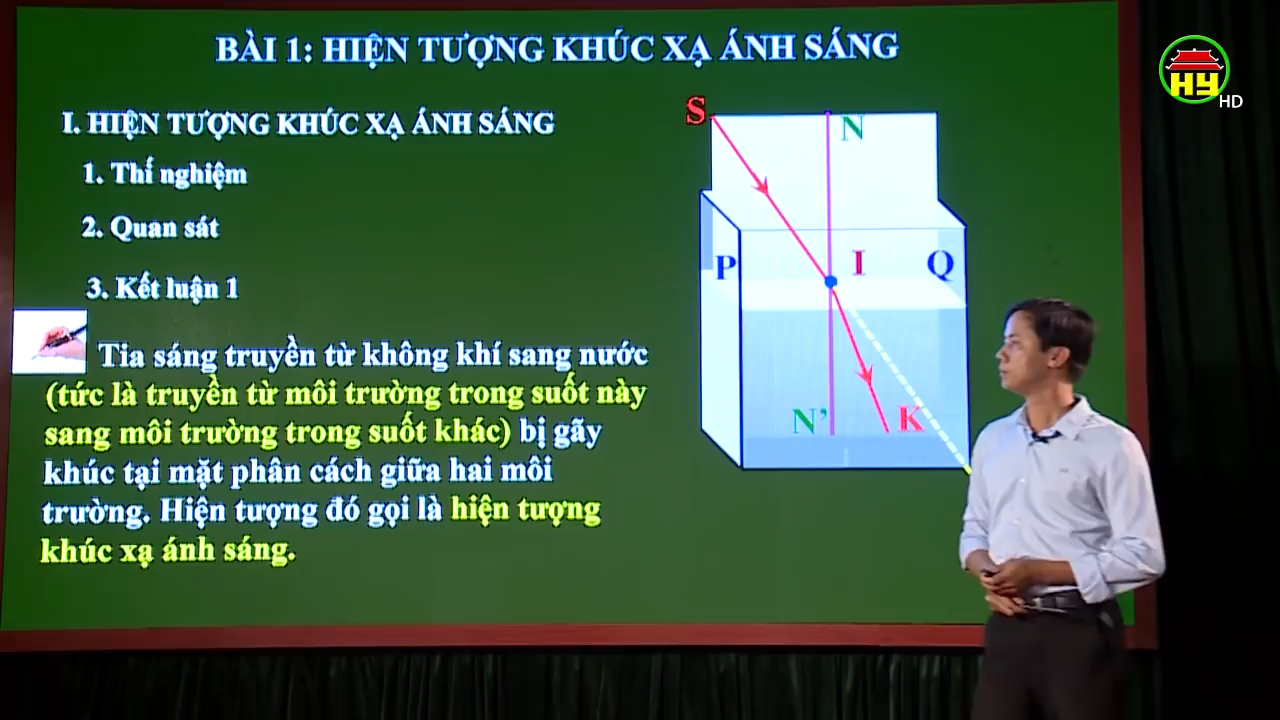 BÀI 1: HIỆN TƯỢNG KHÚC XẠ ÁNH SÁNG
HY
HD
I. HIỆN TƯỢNG KHÚC XẠ ÁNH SÁNG
1. Thí nghiệm
2. Quan sát
3. Kết luận 1
Tia sáng truyền từ không khí sang nước
(tức là truyền từ môi trường trong suốt này
sang môi trường trong suốt khác) bị gãy
khúc tại mặt phân cách giữa hai môi
trường. Hiện tượng đó gọi là hiện tượng
khúc xạ ánh sáng.
S
N
P
I
Q
N’
K